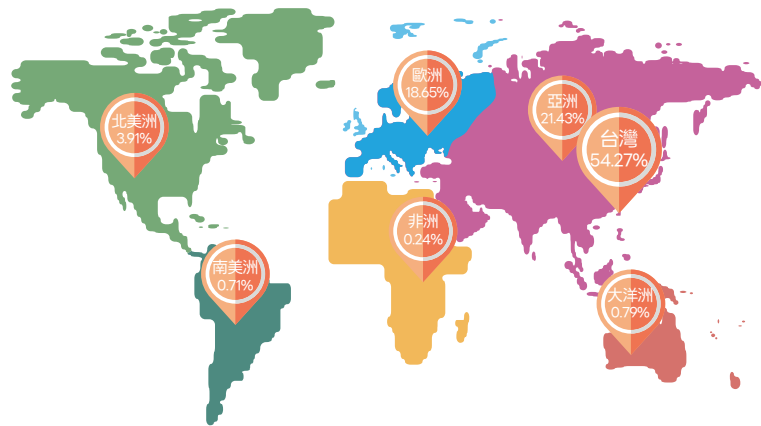 歐洲
18.65%
亞洲
21.43%
北美洲
3.91%
台灣
54.27%
非洲
0.24%
南美洲
0.71%
大洋洲
0.79%